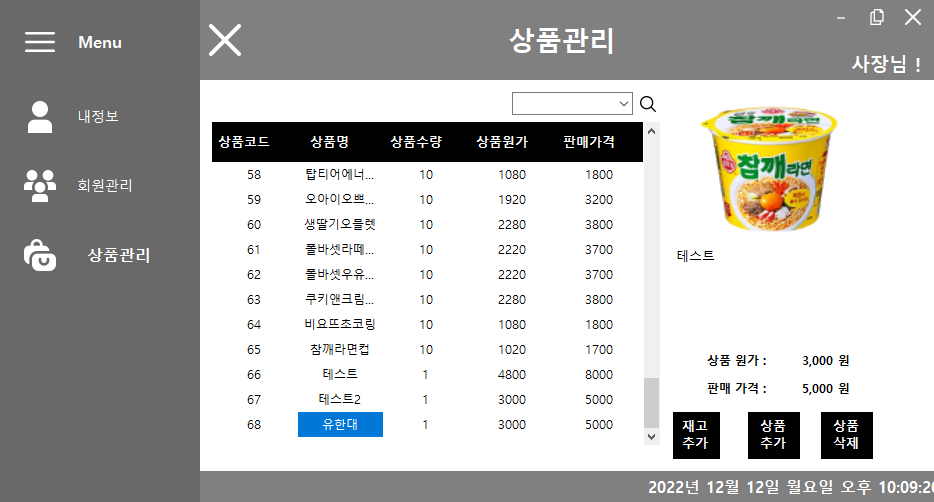 Menu
내정보
회원관리
상품관리
상품관리
사장님 !
상품코드 상품명 상품수량 상품원가 판매가격
58 탑티어에너... 10 1080 1800
59 오아이오쁘... 10 1920 3200
60 생딸기오믈렛 10 2280 3800
61 폴바셋라떼... 10 2220 3700
62 폴바셋우유... 10 2220 3700
63 쿠키앤크림... 10 2280 3800
64 비요뜨초코링 10 1080 1800
65 참깨라면컵 10 1020 1700
66 테스트 1 4800 8000
67 테스트2 1 3000 5000
68 유한대 1 3000 5000
참깨라면
참깨라면
테스트
상품 원가 : 3,000 원
판매 가격 : 5,000 원
재고
추가
상품
추가
상품
삭제
2022년 12월 12일 월요일 오후 10:09:20